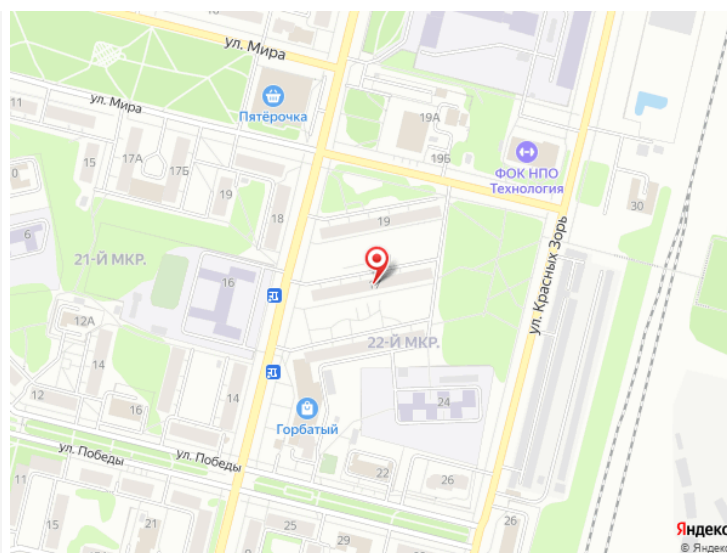 ул. Мира
11
ул. Мира
Пятёрочка
19А
19Б
ФОК НПО
Технология
15
17А
17Б
19
18
0
6
30
19
21-Й МКР.
16
ул. Красных Зорь
12А
22-Й МКР.
14
12
16
14
Горбатый
24
ул. Победы
ул. Победы
22
26
11
21
25
29
26
Яндекс
© Яндекс